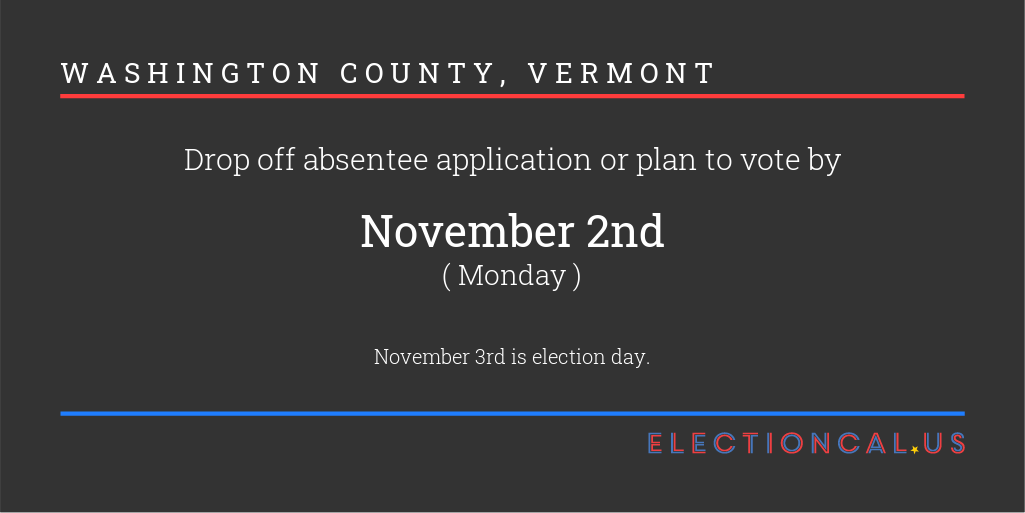 WASHINGTON COUNTY, VERMONT
Drop off absentee application or plan to vote by
November 2nd
( Monday )
November 3rd is election day.
ELECTIONCAL.US